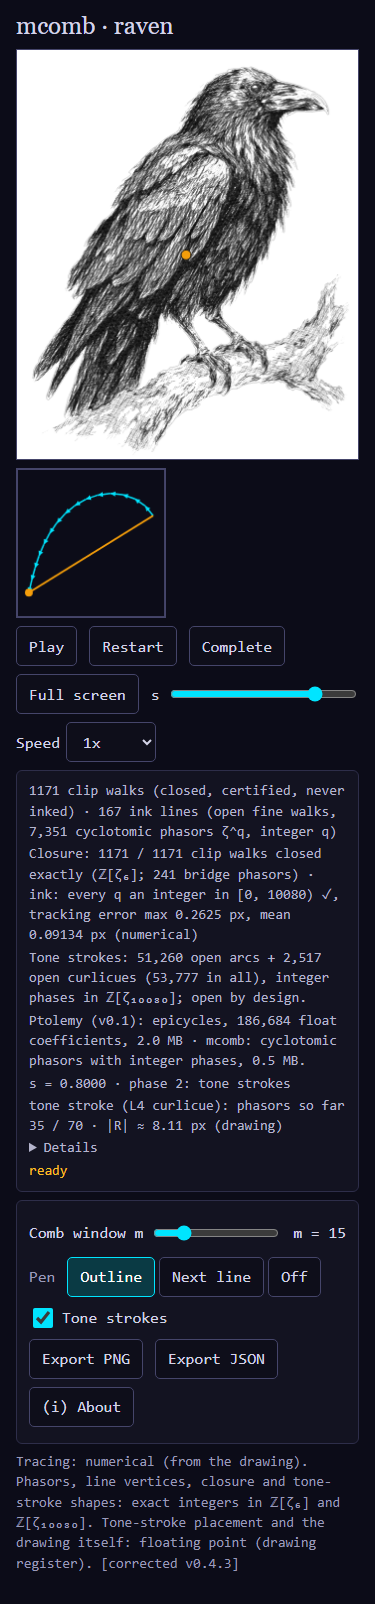 mcomb · raven
Play
Restart
Complete
Full screen
s
Speed
1x
1171 clip walks (closed, certified, never
inked) · 167 ink lines (open fine walks,
7,351 cyclotomic phasors ζ^q, integer q)
Closure: 1171 / 1171 clip walks closed
exactly (ℤ[ζ₆]; 241 bridge phasors) ·
ink: every q an integer in [0, 10080) ✓,
tracking error max 0.2625 px, mean
0.09134 px (numerical)
Tone strokes: 51,260 open arcs + 2,517
open curlicues (53,777 in all), integer
phases in ℤ[ζ₁₀₀₈₀]; open by design.
Ptolemy (v0.1): epicycles, 186,684 float
coefficients, 2.0 MB · mcomb: cyclotomic
phasors with integer phases, 0.5 MB.
s = 0.8000 · phase 2: tone strokes
tone stroke (L4 curlicue): phasors so far
35 / 70 · |R| ≈ 8.11 px (drawing)
▶ Details
ready
Comb window m
m = 15
Pen
Outline
Next line
Off
Tone strokes
Export PNG
Export JSON
(i) About
Tracing: numerical (from the drawing).
Phasors, line vertices, closure and tone-
stroke shapes: exact integers in ℤ[ζ₆] and
ℤ[ζ₁₀₀₈₀]. Tone-stroke placement and the
drawing itself: floating point (drawing
register). [corrected v0.4.3]